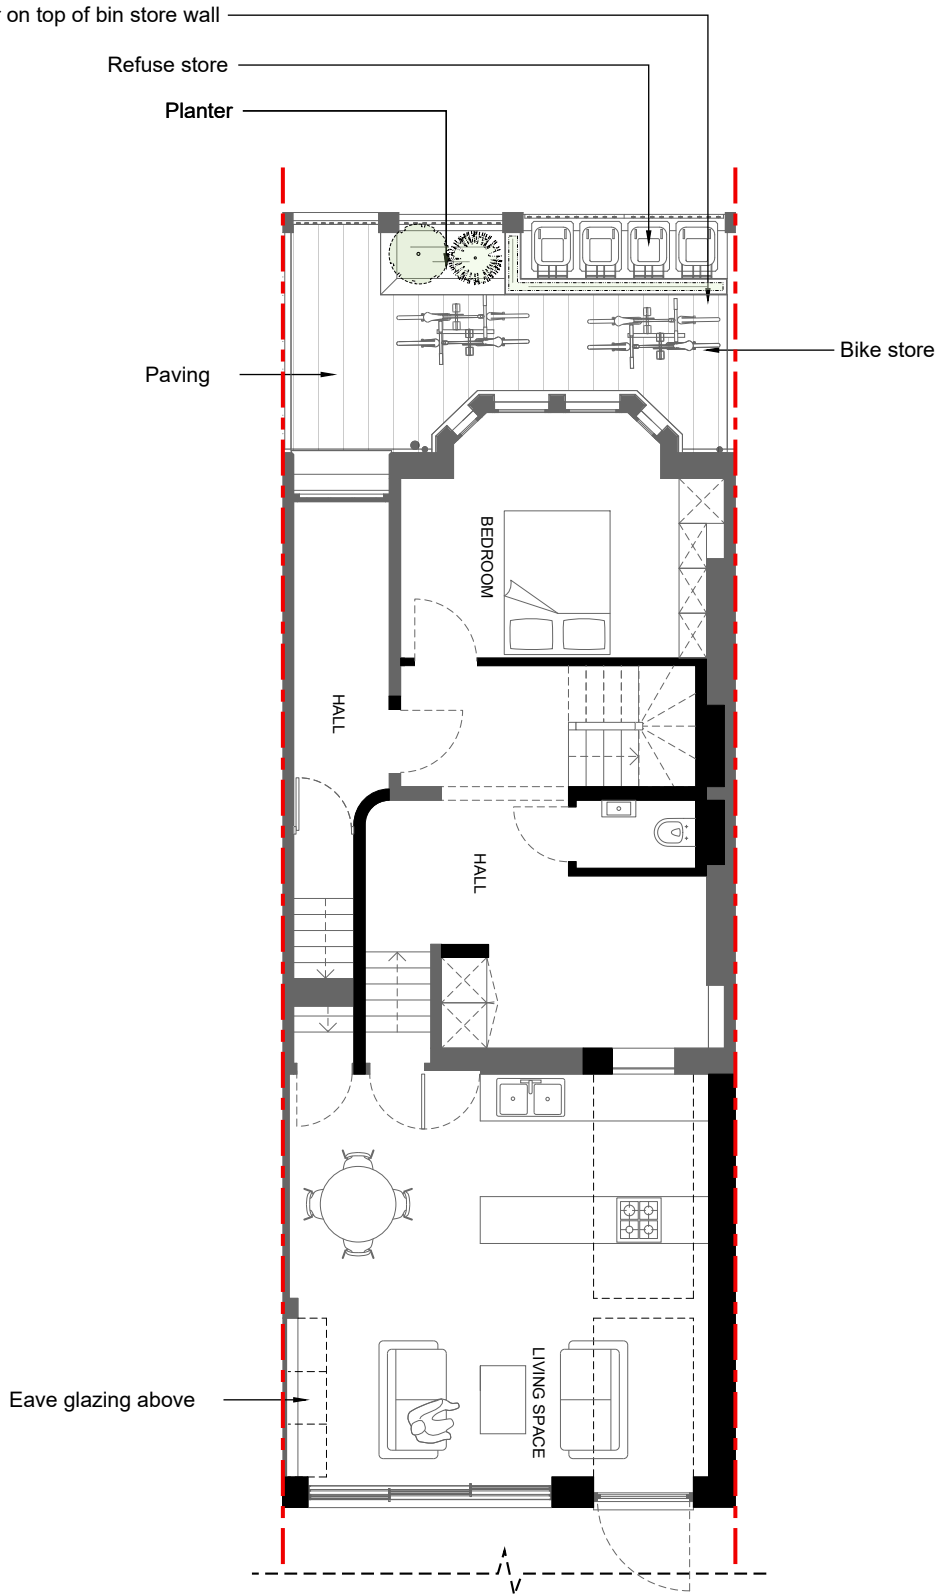 on top of bin store wall
Refuse store
Planter
Bike store
Paving
BEDROOM
HALL
HALL
LIVING SPACE
Eave glazing above